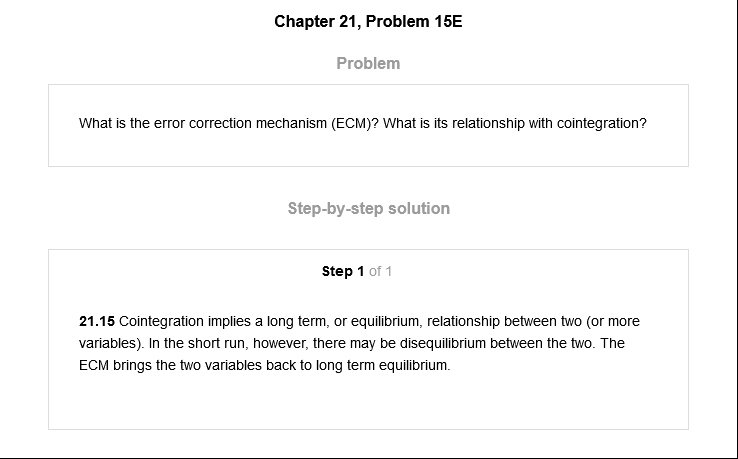 Chapter 21, Problem 15E
Problem
What is the error correction mechanism (ECM)? What is its relationship with cointegration?
Step-by-step solution
Step 1 of 1
21.15 Cointegration implies a long term, or equilibrium, relationship between two (or more
variables). In the short run, however, there may be disequilibrium between the two. The
ECM brings the two variables back to long term equilibrium.